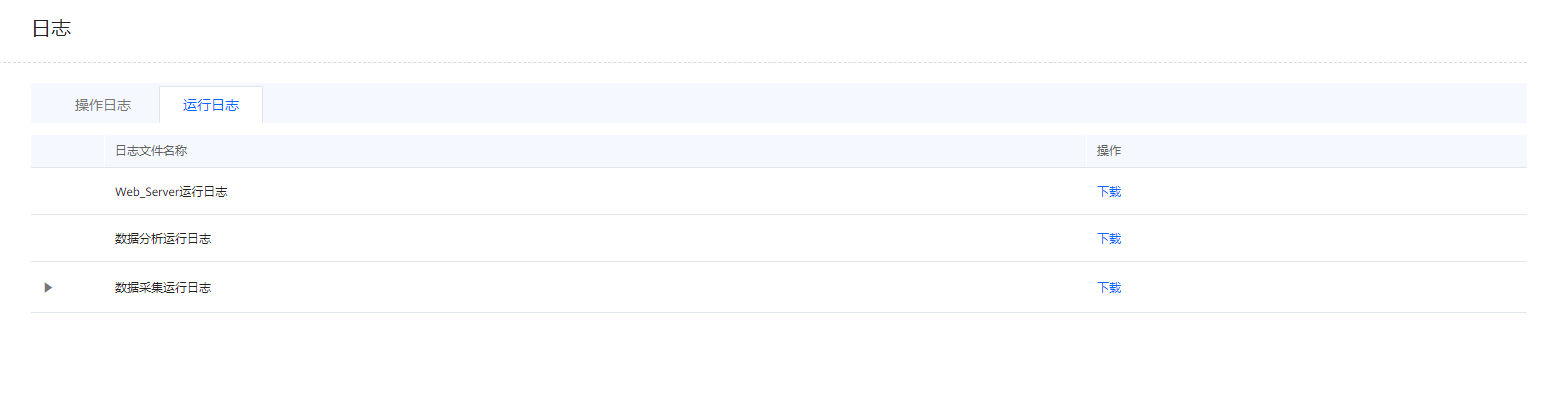 日志
操作日志 运行日志
日志文件名称 操作
Web_Server运行日志 下载
数据分析运行日志 下载
数据采集运行日志 下载